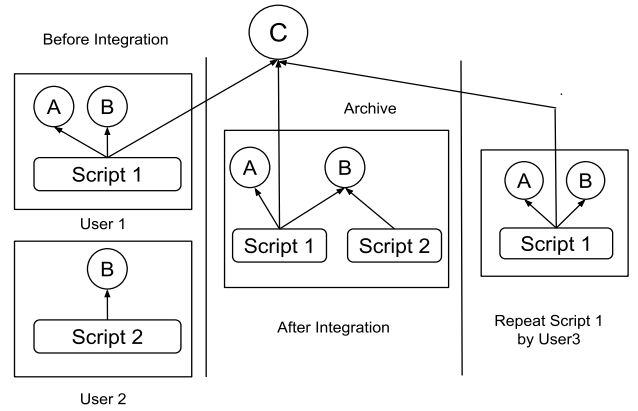 Before Integration
C
A
B
Script 1
User 1
B
Script 2
User 2
Archive
A
B
Script 1
Script 2
After Integration
A
B
Script 1
Repeat Script 1
by User3